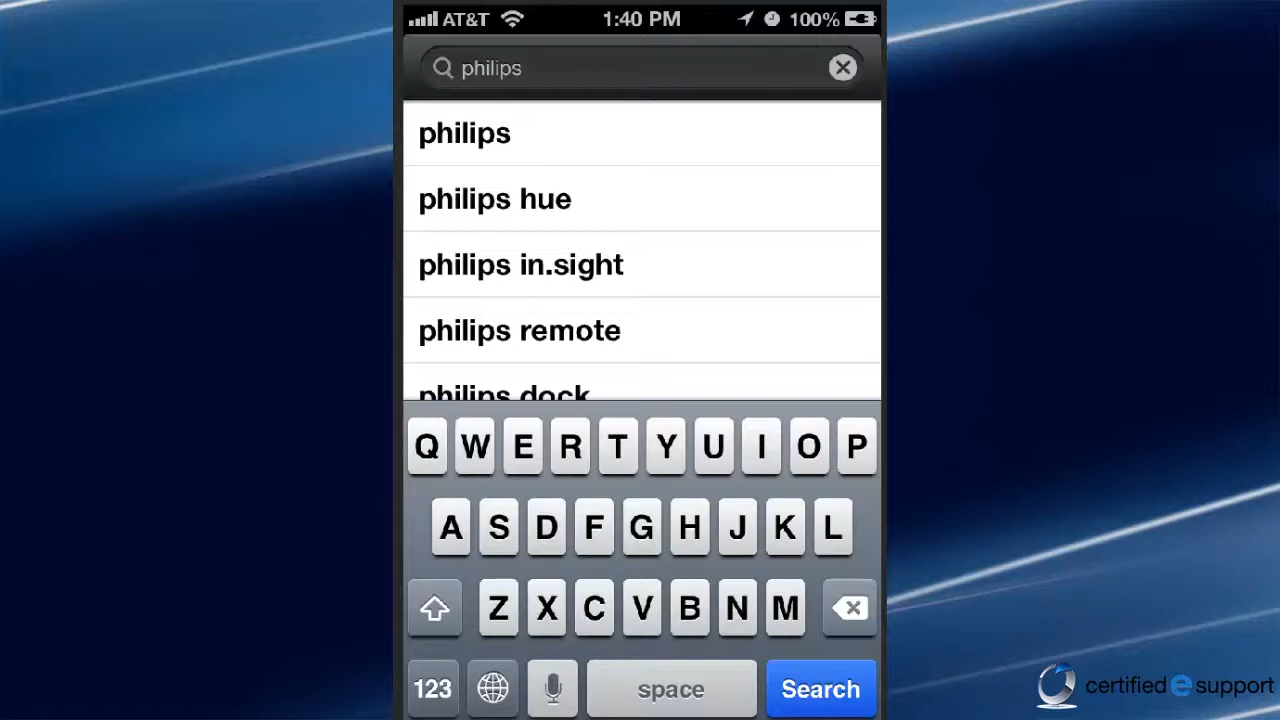 AT&T 1:40 PM 100%
philips
philips
philips hue
philips in.sight
philips remote
philips dock
Q W E R T Y U I O P
A S D F G H J K L
Z X C V B N M
123 space Search
certified e support